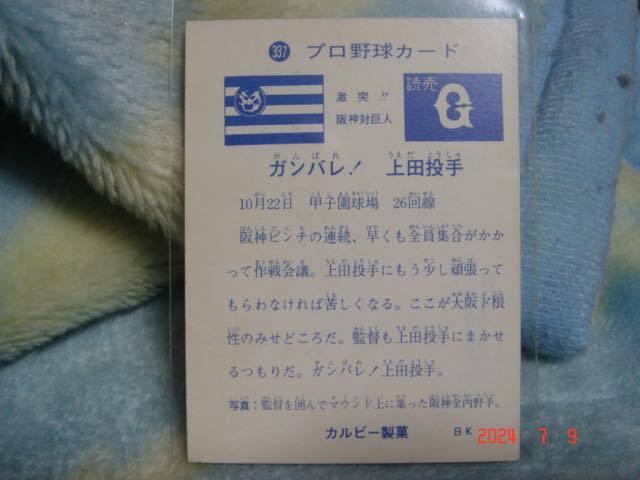 337 プロ野球カード
激突!!
阪神対巨人
読売
G
ガンバレ! 上田投手
10月22日 甲子園球場 26回線
阪神ピンチの連続、早くも全員集合がかか
って作戦会議。上田投手にもう少し頑張って
もらわなければ苦しくなる。ここが大阪ド根
性のみせどころだ。監督も上田投手にまかせ
るつもりだ。ガンバレ!上田投手。
写真:監督を囲んでマウンド上に集った阪神全内野手。
カルビー製菓 BK
2024 7 9